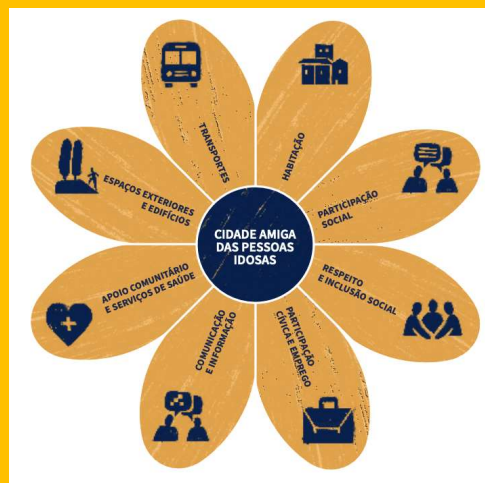 CIDADE AMIGA
DAS PESSOAS
IDOSAS
HABITAÇÃO
PARTICIPAÇÃO
SOCIAL
RESPEITO
E INCLUSÃO SOCIAL
PARTICIPAÇÃO
CÍVICA E EMPREGO
COMUNICAÇÃO
E INFORMAÇÃO
APOIO COMUNITÁRIO
E SERVIÇOS DE SAÚDE
ESPAÇOS EXTERIORES
E EDIFÍCIOS
TRANSPORTES